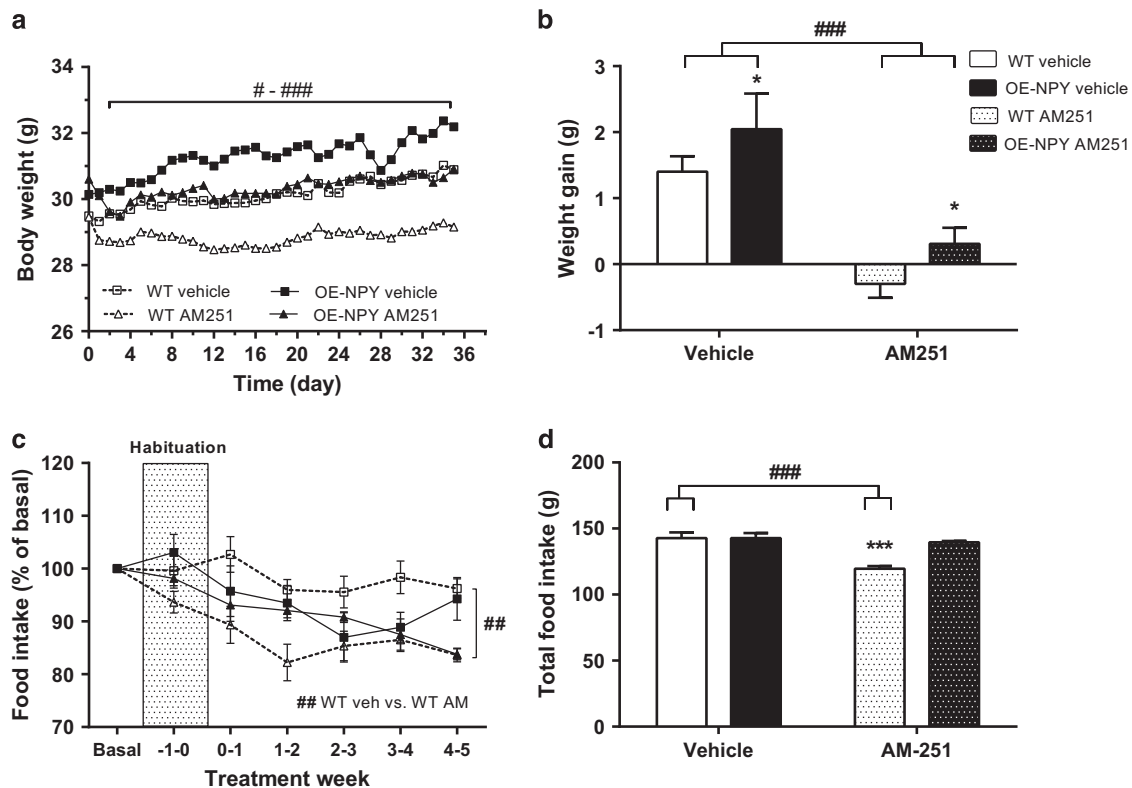 a
34
32
30
28
26
Body weight (g)
# - ###
WT vehicle
OE-NPY vehicle
WT AM251
OE-NPY AM251
0 4 8 12 16 20 24 28 32 36
Time (day)
b
###
3
2
1
0
-1
Weight gain (g)
*
*
Vehicle
AM251
WT vehicle
OE-NPY vehicle
WT AM251
OE-NPY AM251
c
Habituation
120
110
100
90
80
70
Food intake (% of basal)
##
## WT veh vs. WT AM
Basal -1-0 0-1 1-2 2-3 3-4 4-5
Treatment week
d
###
200
150
100
50
0
Total food intake (g)
***
Vehicle
AM-251